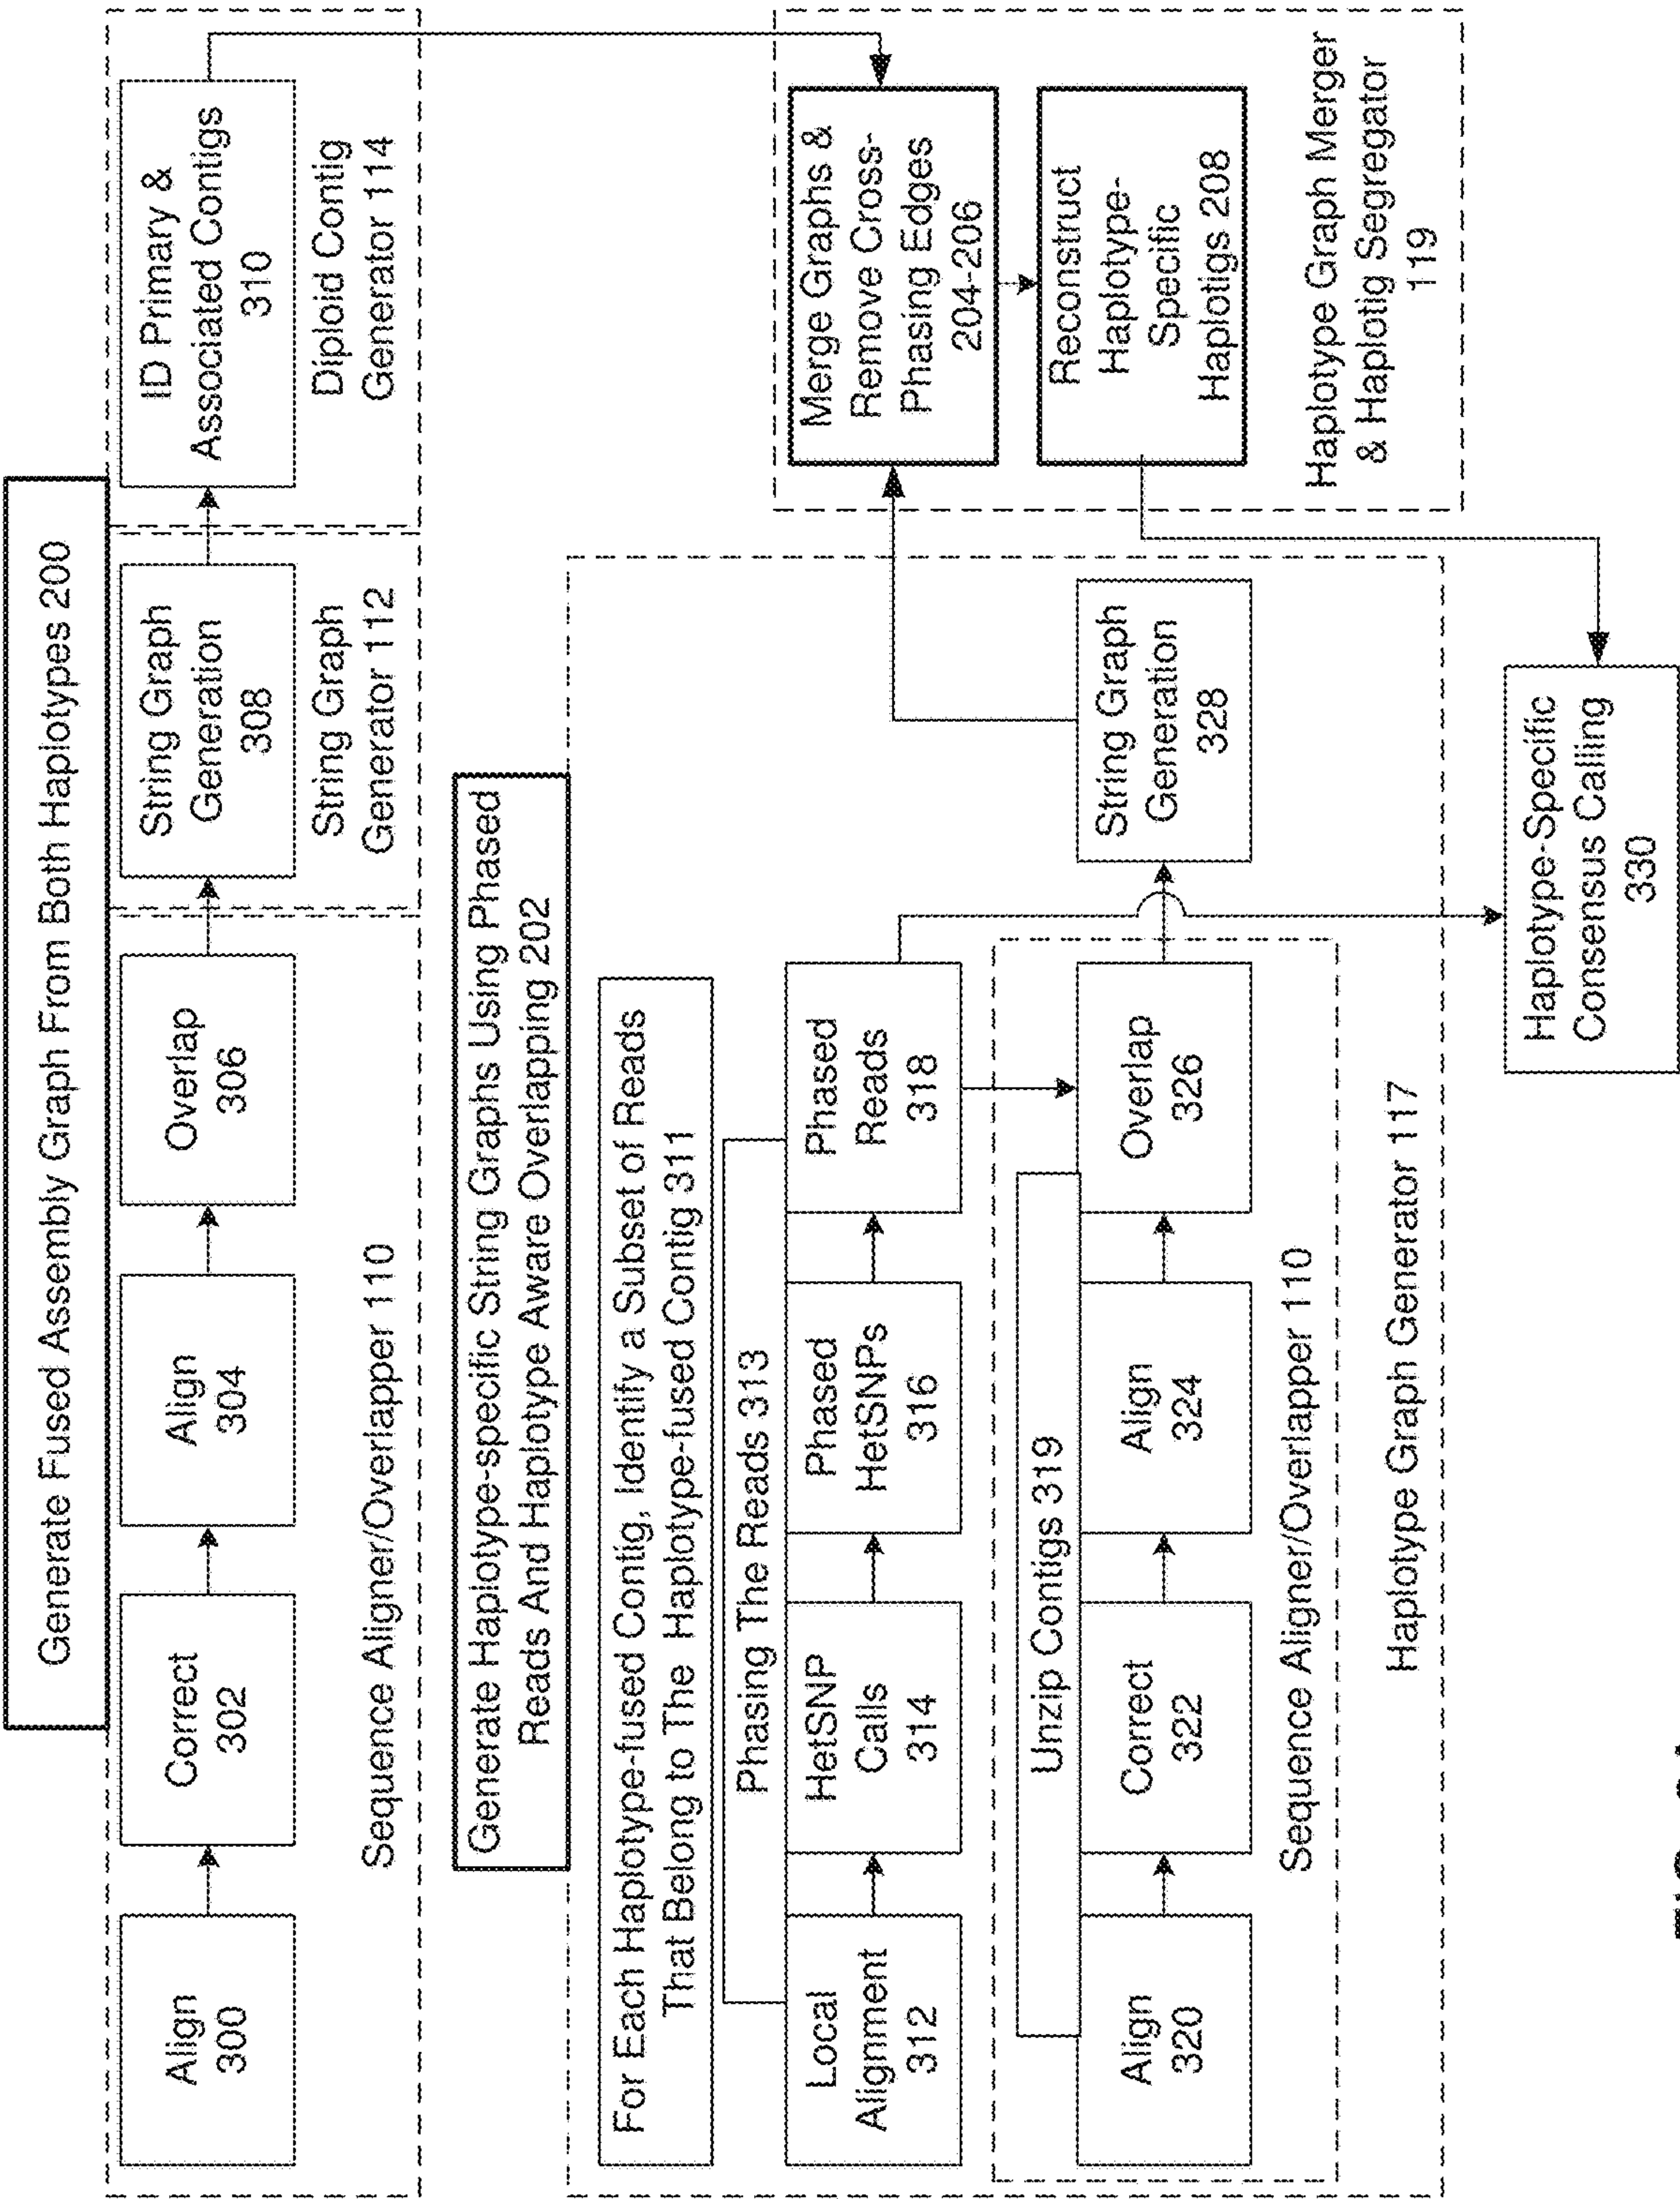 Generate Fused Assembly Graph From Both Haplotypes 200
Align
300
Correct
302
Align
304
Overlap
306
Sequence Aligner/Overlapper 110
String Graph
Generation
308
String Graph
Generator 112
ID Primary &
Associated Contigs
310
Diploid Contig
Generator 114
Generate Haplotype-specific String Graphs Using Phased
Reads And Haplotype Aware Overlapping 202
For Each Haplotype-fused Contig, Identify a Subset of Reads
That Belong to The Haplotype-fused Contig 311
Phasing The Reads 313
Local
Alignment
312
HetSNP
Calls
314
Phased
HetSNPs
316
Phased
Reads
318
Unzip Contigs 319
Align
320
Correct
322
Align
324
Overlap
326
Sequence Aligner/Overlapper 110
String Graph
Generation
328
Haplotype Graph Generator 117
Merge Graphs &
Remove Cross-
Phasing Edges
204-206
Reconstruct
Haplotype-
Specific
Haplotigs 208
Haplotype Graph Merger
& Haplotig Segregator
119
Haplotype-Specific
Consensus Calling
330